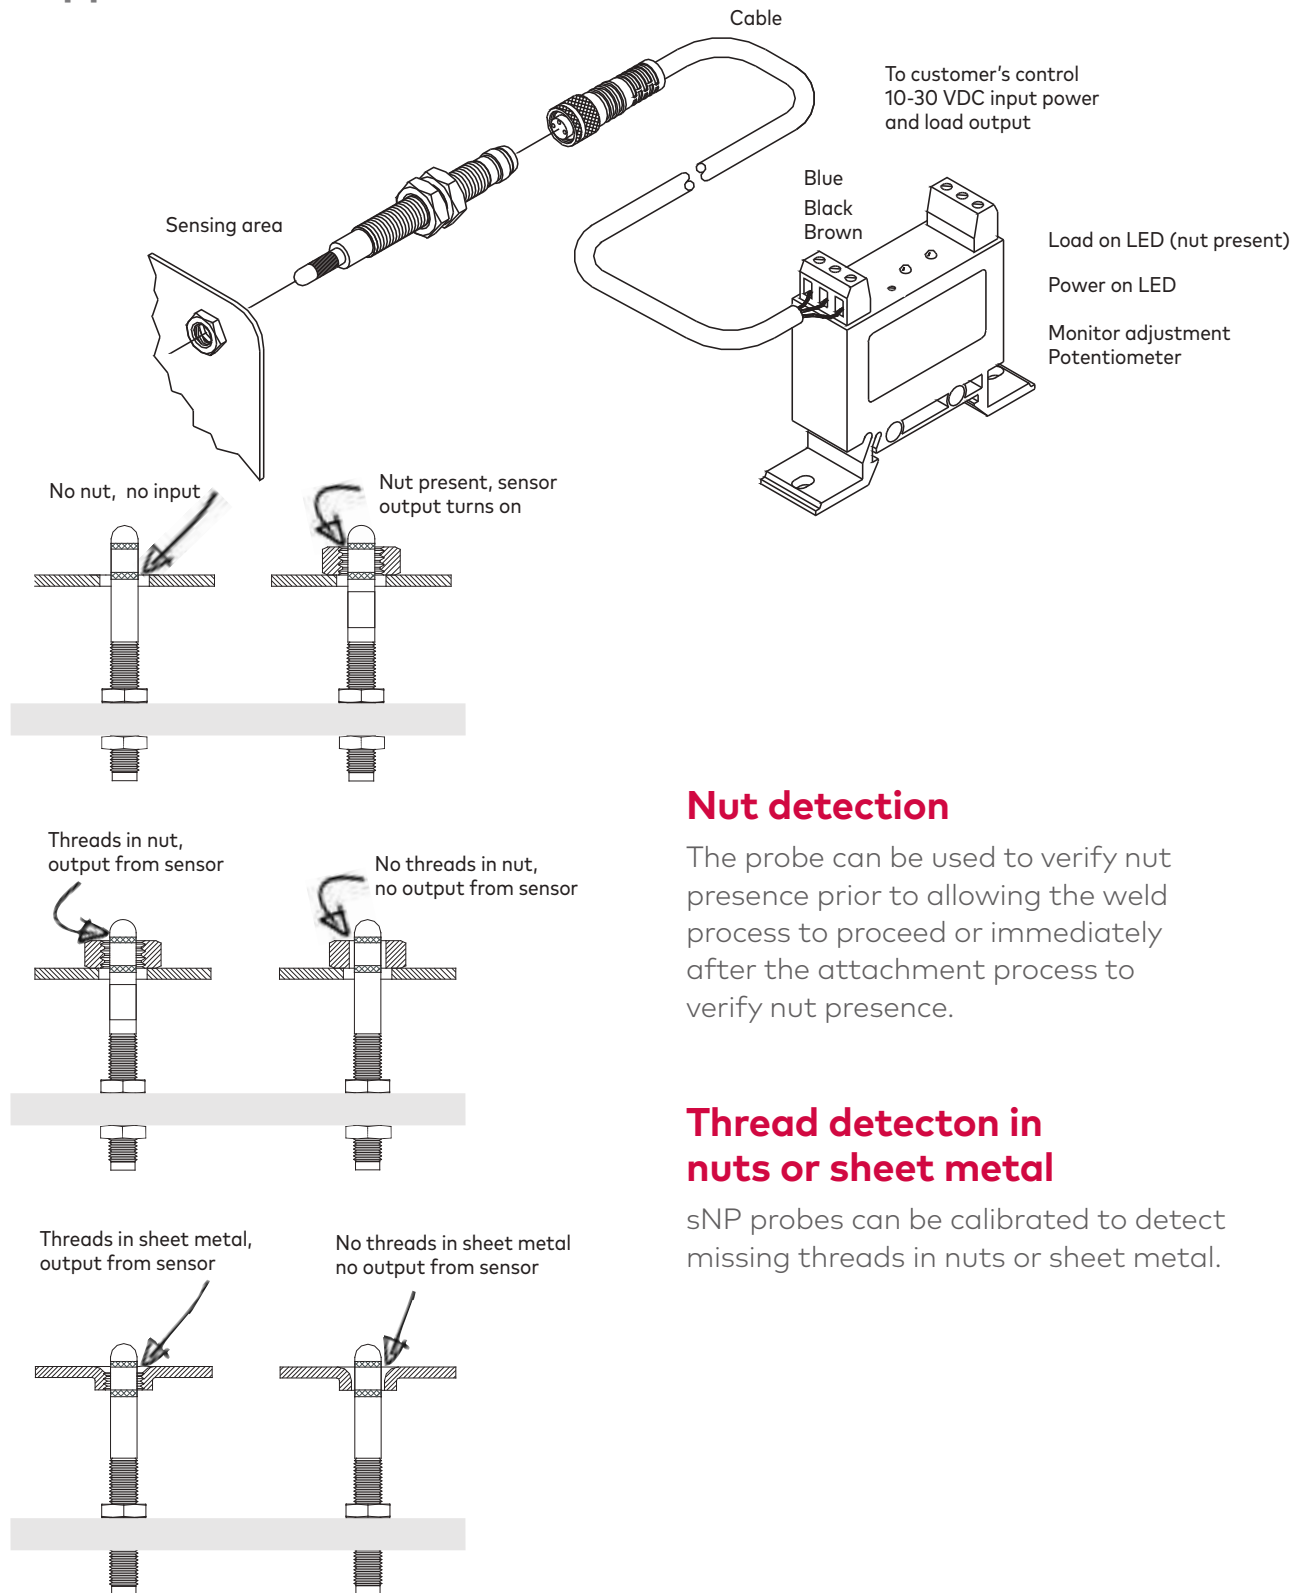 Cable
To customer's control
10-30 VDC input power
and load output
Blue
Black
Brown
Sensing area
Load on LED (nut present)
Power on LED
Monitor adjustment
Potentiometer
No nut, no input
Nut present, sensor
output turns on
Threads in nut,
output from sensor
No threads in nut,
no output from sensor
Threads in sheet metal,
output from sensor
No threads in sheet metal
no output from sensor
Nut detection
The probe can be used to verify nut
presence prior to allowing the weld
process to proceed or immediately
after the attachment process to
verify nut presence.
Thread detecton in
nuts or sheet metal
sNP probes can be calibrated to detect
missing threads in nuts or sheet metal.